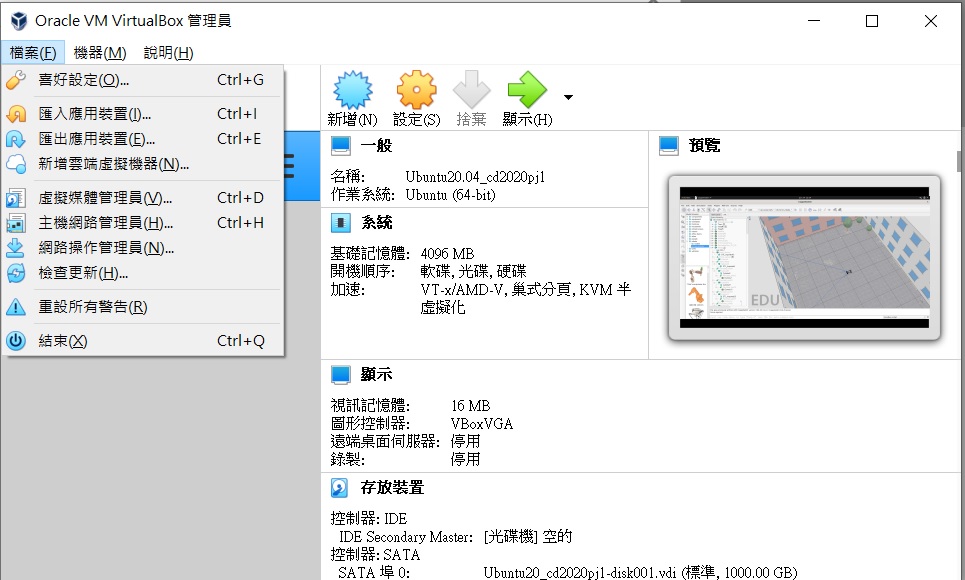 Oracle VM VirtualBox 管理員
檔案(F) 機器(M) 說明(H)
喜好設定(O)... Ctrl+G
匯入應用裝置(I)... Ctrl+I
匯出應用裝置(E)... Ctrl+E
新增雲端虛擬機器(N)...
虛擬媒體管理員(V)... Ctrl+D
主機網路管理員(H)... Ctrl+H
網路操作管理員(N)...
檢查更新(H)...
重設所有警告(R)
結束(X) Ctrl+Q
新增(N) 設定(S) 捨棄 顯示(H)
一般
名稱: Ubuntu20.04_cd2020pj1
作業系統: Ubuntu (64-bit)
系統
基礎記憶體: 4096 MB
開機順序: 軟碟, 光碟, 硬碟
加速: VT-x/AMD-V, 巢式分頁, KVM 半
虛擬化
預覽
EDU
顯示
視訊記憶體: 16 MB
圖形控制器: VBoxVGA
遠端桌面伺服器: 停用
錄製: 停用
存放裝置
控制器: IDE
IDE Secondary Master: [光碟機] 空的
控制器: SATA
SATA 埠 0: Ubuntu20_cd2020pj1-disk001.vdi (標準, 1000.00 GB)